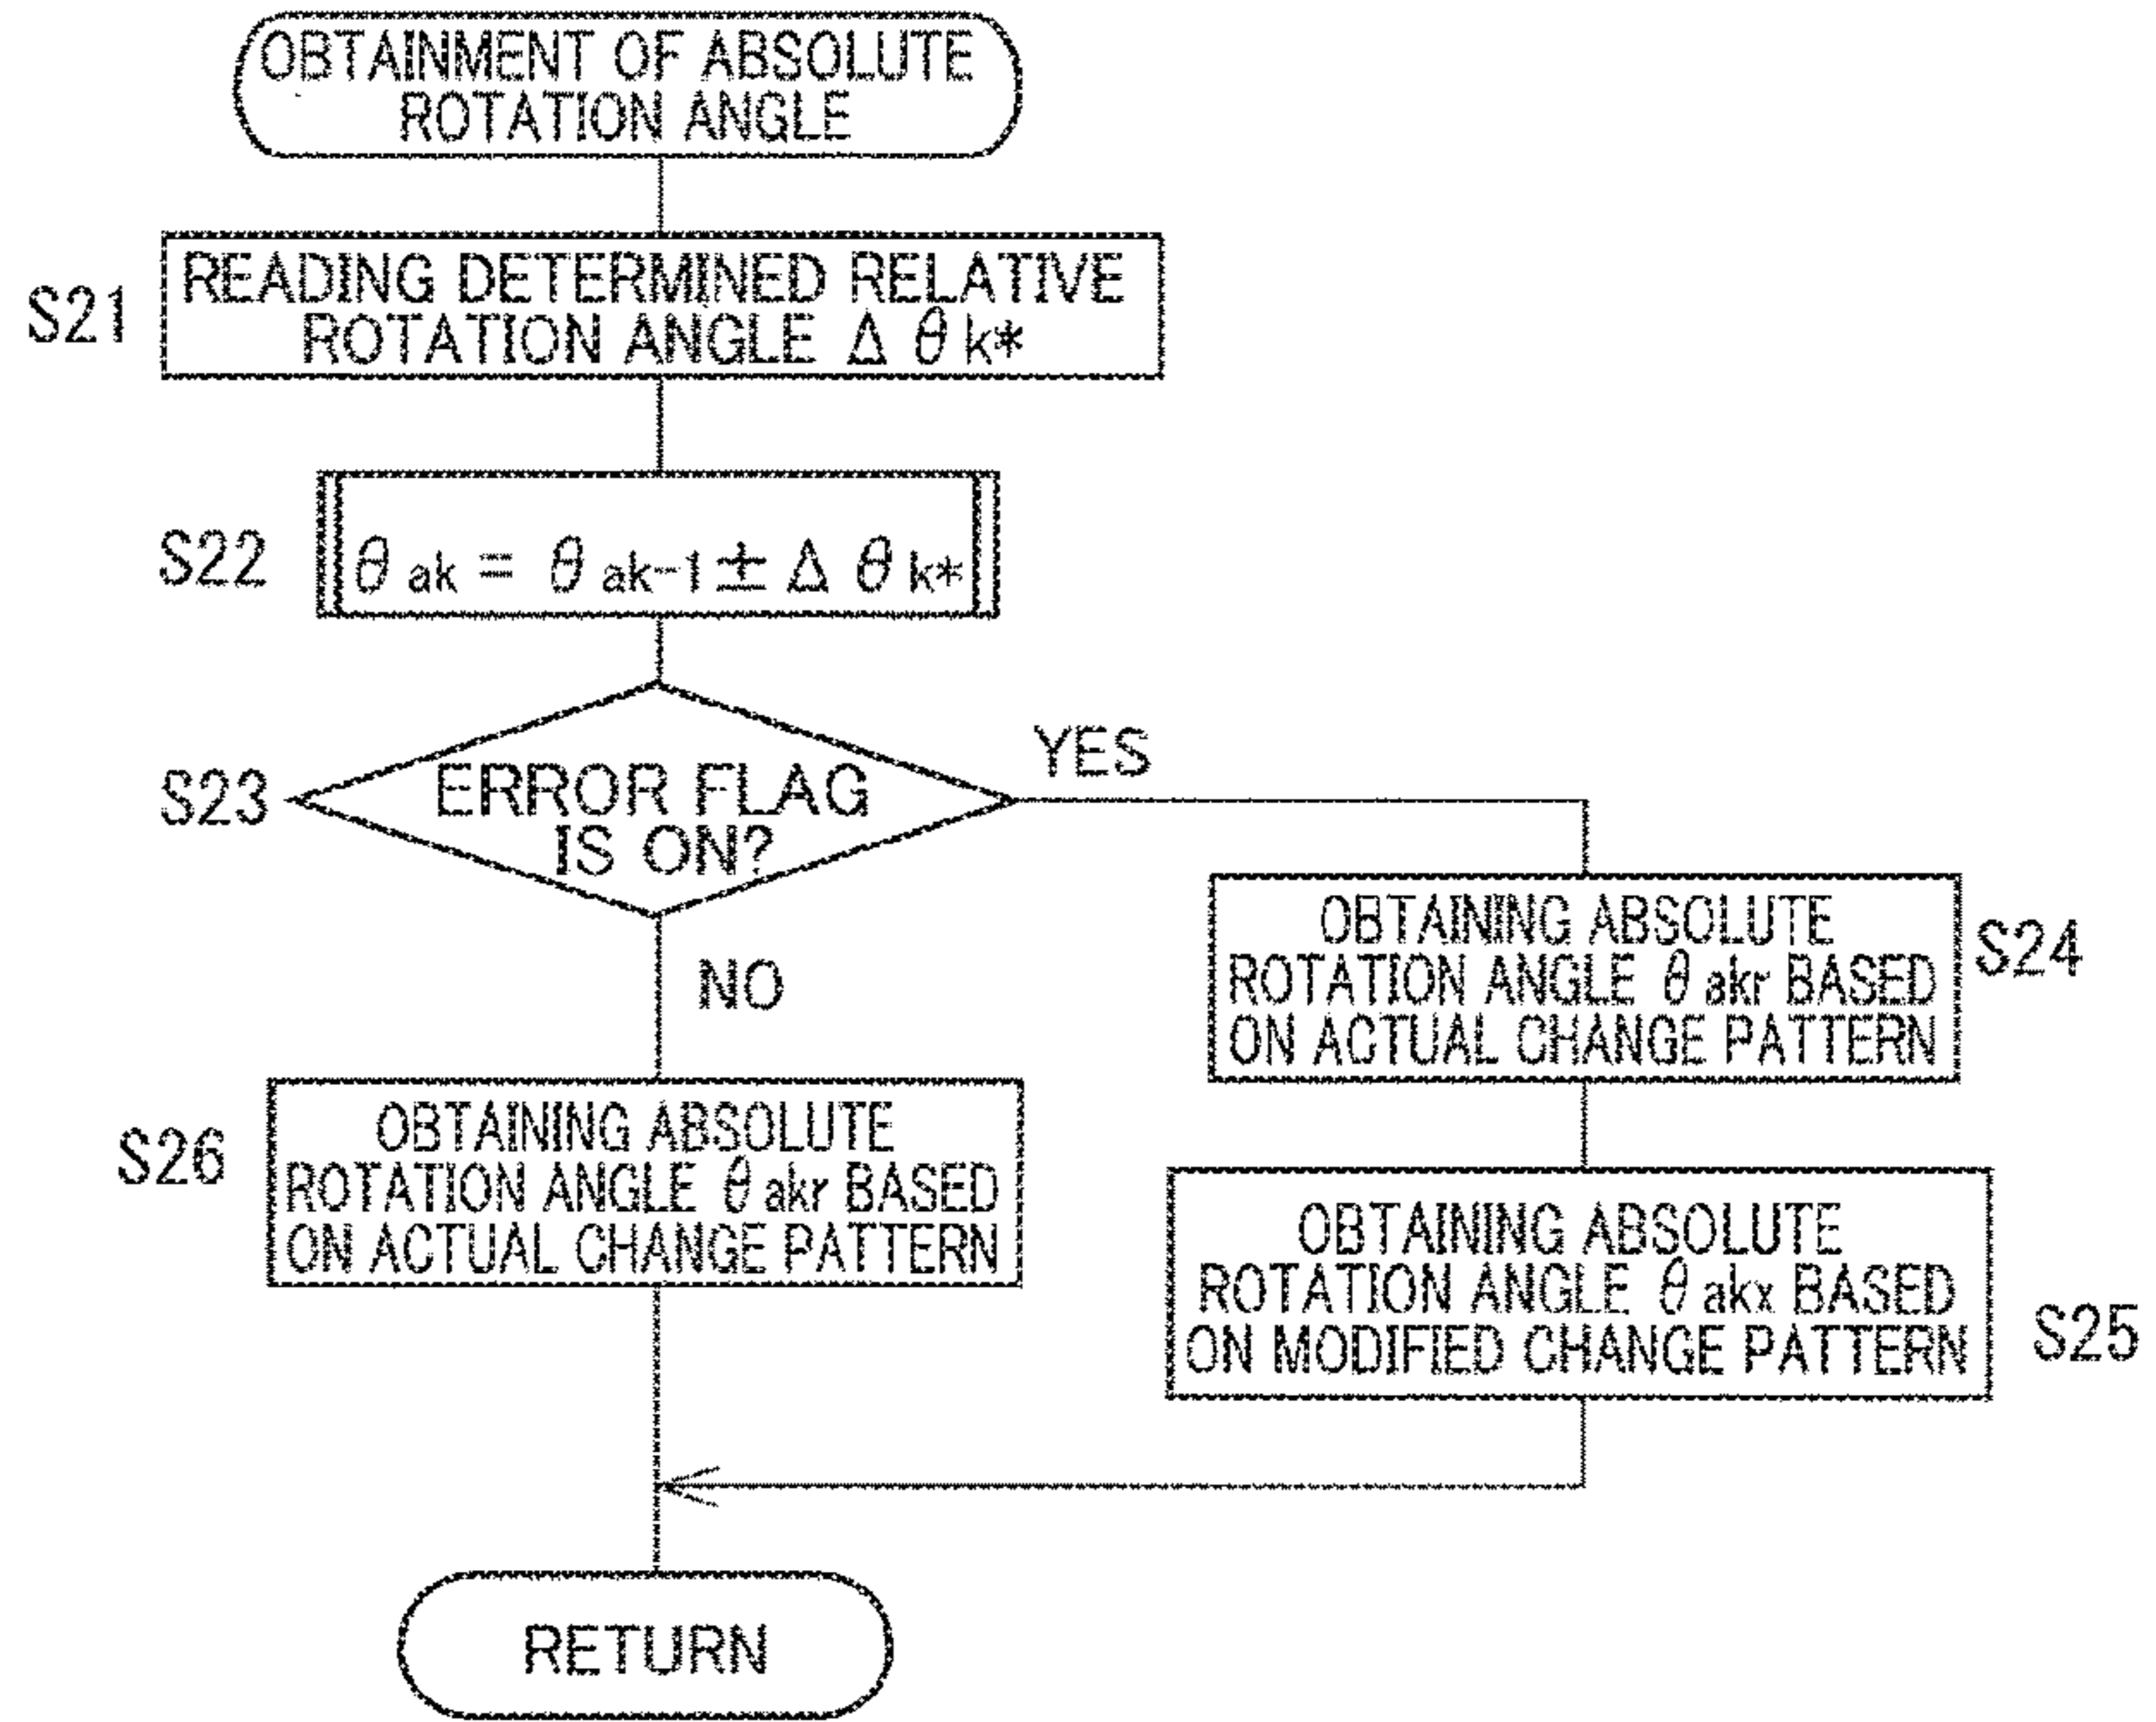 OBTAINMENT OF ABSOLUTE
ROTATION ANGLE
S21
READING DETERMINED RELATIVE
ROTATION ANGLE Δ θ k*
S22
θ ak = θ ak-1 ± Δ θ k*
S23
ERROR FLAG
IS ON?
YES
NO
S24
OBTAINING ABSOLUTE
ROTATION ANGLE θ akr BASED
ON ACTUAL CHANGE PATTERN
S25
OBTAINING ABSOLUTE
ROTATION ANGLE θ akx BASED
ON MODIFIED CHANGE PATTERN
S26
OBTAINING ABSOLUTE
ROTATION ANGLE θ akr BASED
ON ACTUAL CHANGE PATTERN
RETURN